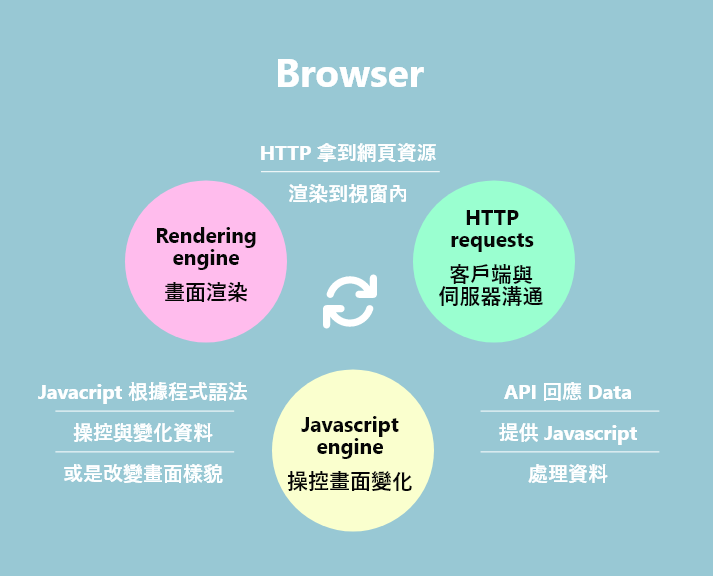 Browser
HTTP 拿到網頁資源
渲染到視窗內
Rendering
engine
畫面渲染
HTTP
requests
客戶端與
伺服器溝通
Javacript 根據程式語法
操控與變化資料
或是改變畫面樣貌
Javascript
engine
操控畫面變化
API 回應 Data
提供 Javascript
處理資料